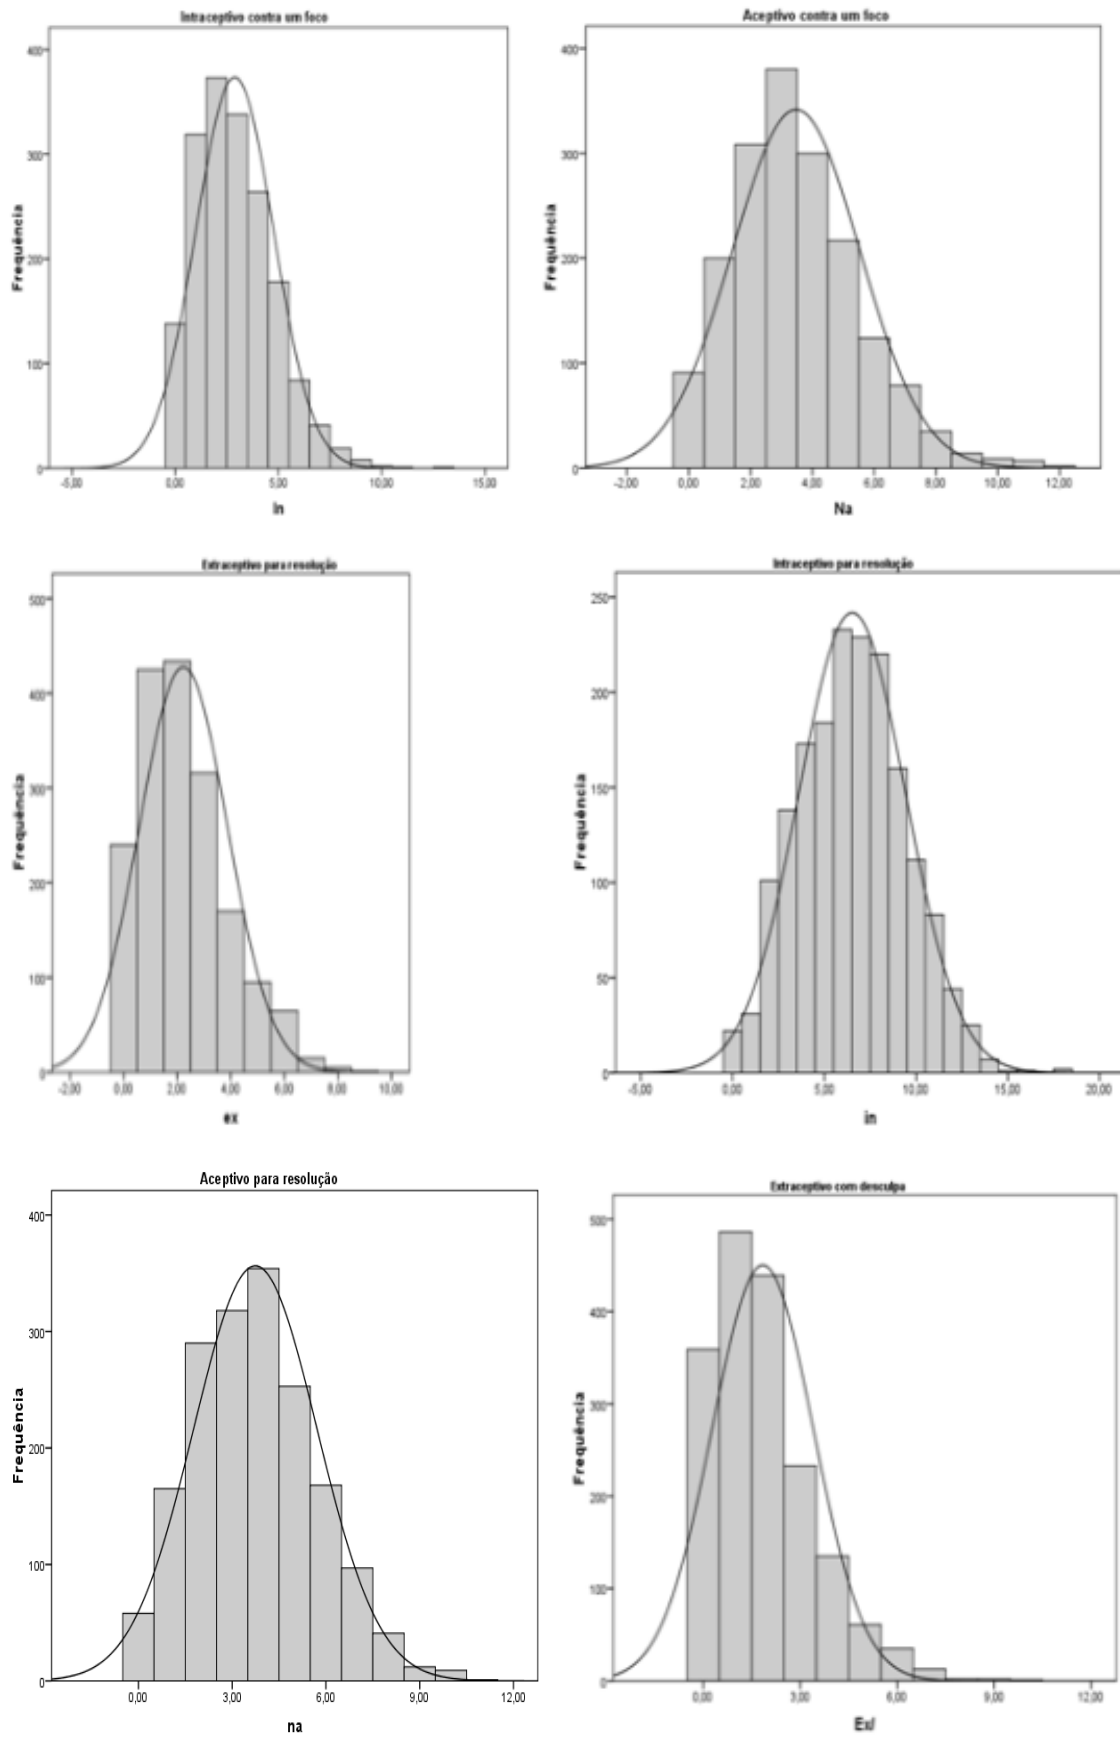 Intraceptivo contra um foco
400
300
200
100
0
Frequência
-5,00 0,00 5,00 10,00 15,00
In
Aceptivo contra um foco
400
300
200
100
0
Frequência
-2,00 0,00 2,00 4,00 6,00 8,00 10,00 12,00
Na
Extraceptivo para resolução
500
400
300
200
100
0
Frequência
-2,00 0,00 2,00 4,00 6,00 8,00 10,00
ex
Intraceptivo para resolução
250
200
150
100
50
0
Frequência
-5,00 0,00 5,00 10,00 15,00 20,00
in
Aceptivo para resolução
400
300
200
100
0
Frequência
0,00 3,00 6,00 9,00 12,00
na
Extraceptivo com desculpa
500
400
300
200
100
0
Frequência
0,00 3,00 6,00 9,00 12,00
Ex/